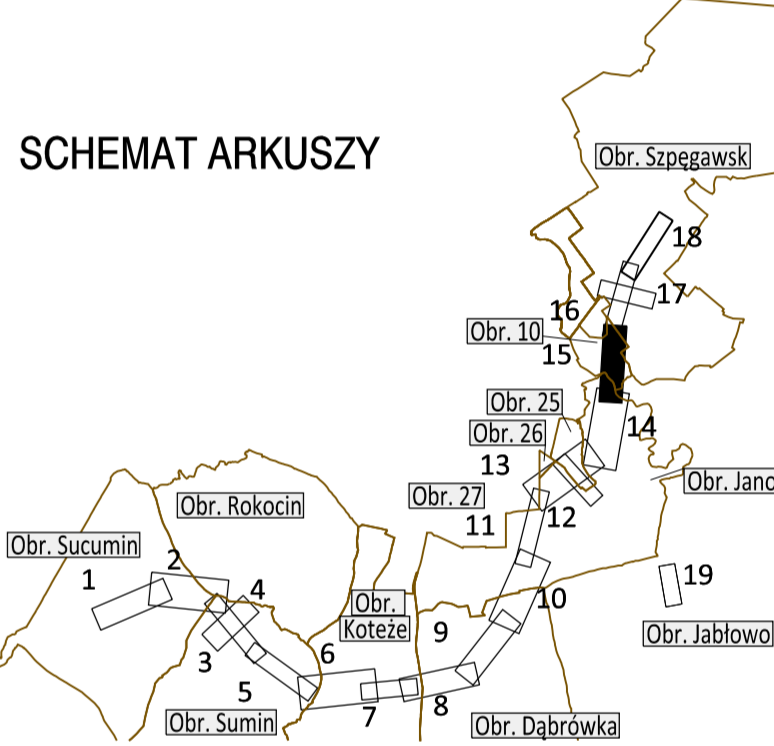 SCHEMAT ARKUSZY
Obr. Szpęgawsk
18
17
16
Obr. 10
15
Obr. 25
14
Obr. 26
13
Obr. Jano
Obr. 27
Obr. Rokocin
11
12
Obr. Sucumin
2
1
4
19
10
Obr.
Koteże
9
Obr. Jabłowo
3
6
5
8
7
Obr. Sumin
Obr. Dąbrówka